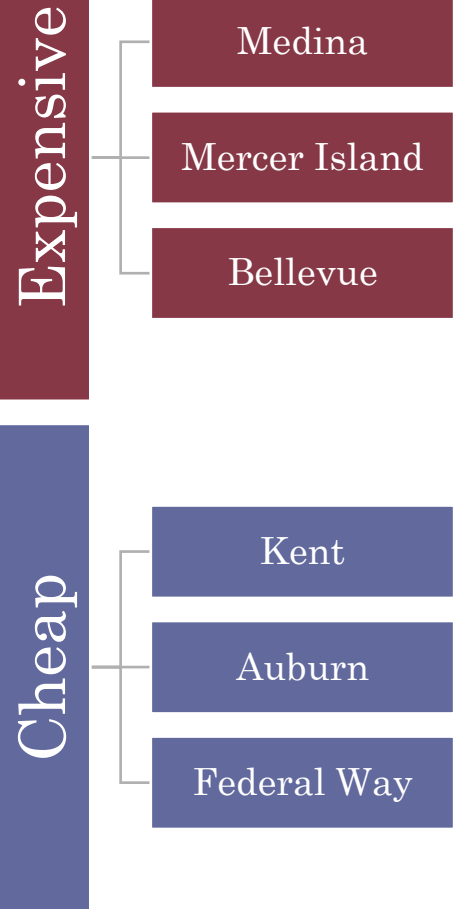 Expensive
Medina
Mercer Island
Bellevue
Cheap
Kent
Auburn
Federal Way